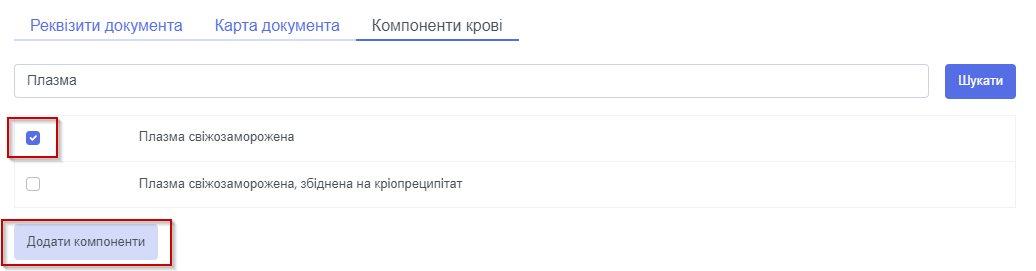 Реквізити документа Карта документа Компоненти крові
Плазма Шукати
Плазма свіжозаморожена
Плазма свіжозаморожена, збіднена на кріопреципітат
Додати компоненти